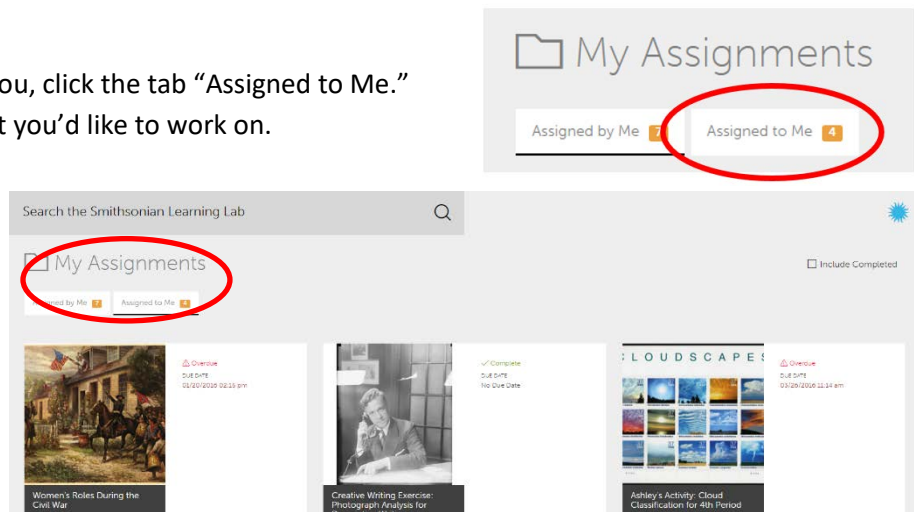 ou, click the tab “Assigned to Me.”
t you’d like to work on.
My Assignments
Assigned by Me 7
Assigned to Me 4
Search the Smithsonian Learning Lab
My Assignments
Include Completed
Assigned by Me 7
Assigned to Me 4
Overdue
DUE DATE
01/20/2016 02:15 pm
Women's Roles During the
Civil War
Complete
DUE DATE
No Due Date
Creative Writing Exercise:
Photograph Analysis for
CLOUDSCAPES
Overdue
DUE DATE
03/26/2016 11:14 am
Ashley's Activity: Cloud
Classification for 4th Period